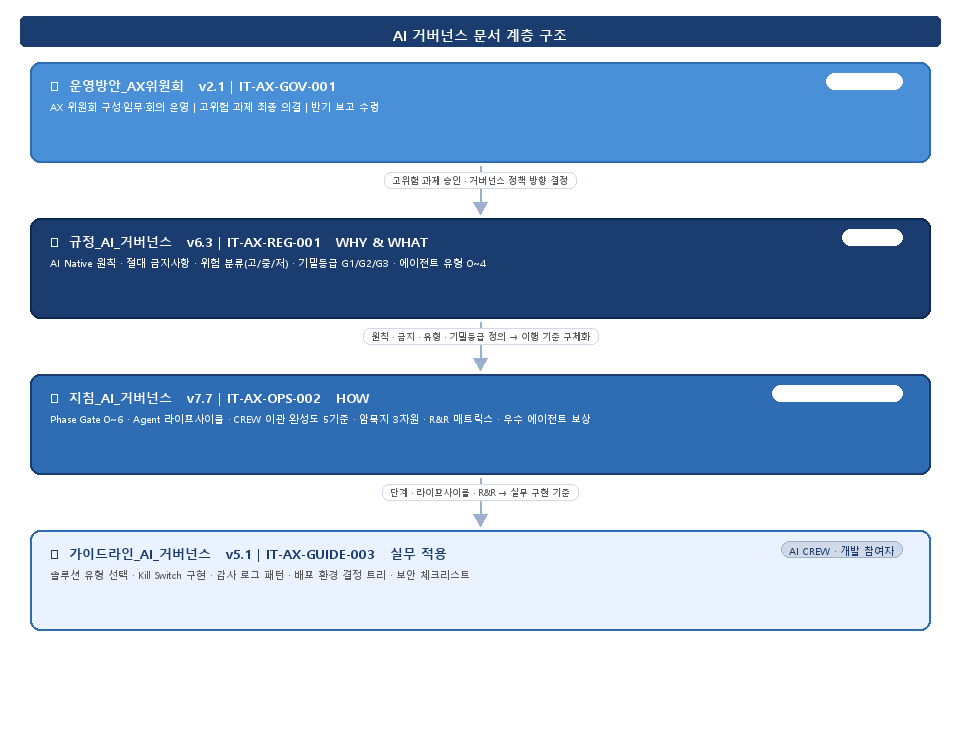 AI 거버넌스 문서 계층 구조
운영방안_AX위원회 v2.1 | IT-AX-GOV-001
AX 위원회 구성·임무·회의 운영 | 고위험 과제 최종 의결 | 반기 보고 수령
고위험 과제 승인 · 거버넌스 정책 방향 결정
규정_AI_거버넌스 v6.3 | IT-AX-REG-001 WHY & WHAT
AI Native 원칙 · 절대 금지사항 · 위험 분류(고/중/저) · 기밀등급 G1/G2/G3 · 에이전트 유형 0~4
원칙 · 금지 · 유형 · 기밀등급 정의 → 이행 기준 구체화
지침_AI_거버넌스 v7.7 | IT-AX-OPS-002 HOW
Phase Gate 0~6 · Agent 라이프사이클 · CREW 이관 완성도 5기준 · 암묵지 3차원 · R&R 매트릭스 · 우수 에이전트 보상
단계 · 라이프사이클 · R&R → 실무 구현 기준
가이드라인_AI_거버넌스 v5.1 | IT-AX-GUIDE-003 실무 적용
AI CREW · 개발 참여자
솔루션 유형 선택 · Kill Switch 구현 · 감사 로그 패턴 · 배포 환경 결정 트리 · 보안 체크리스트